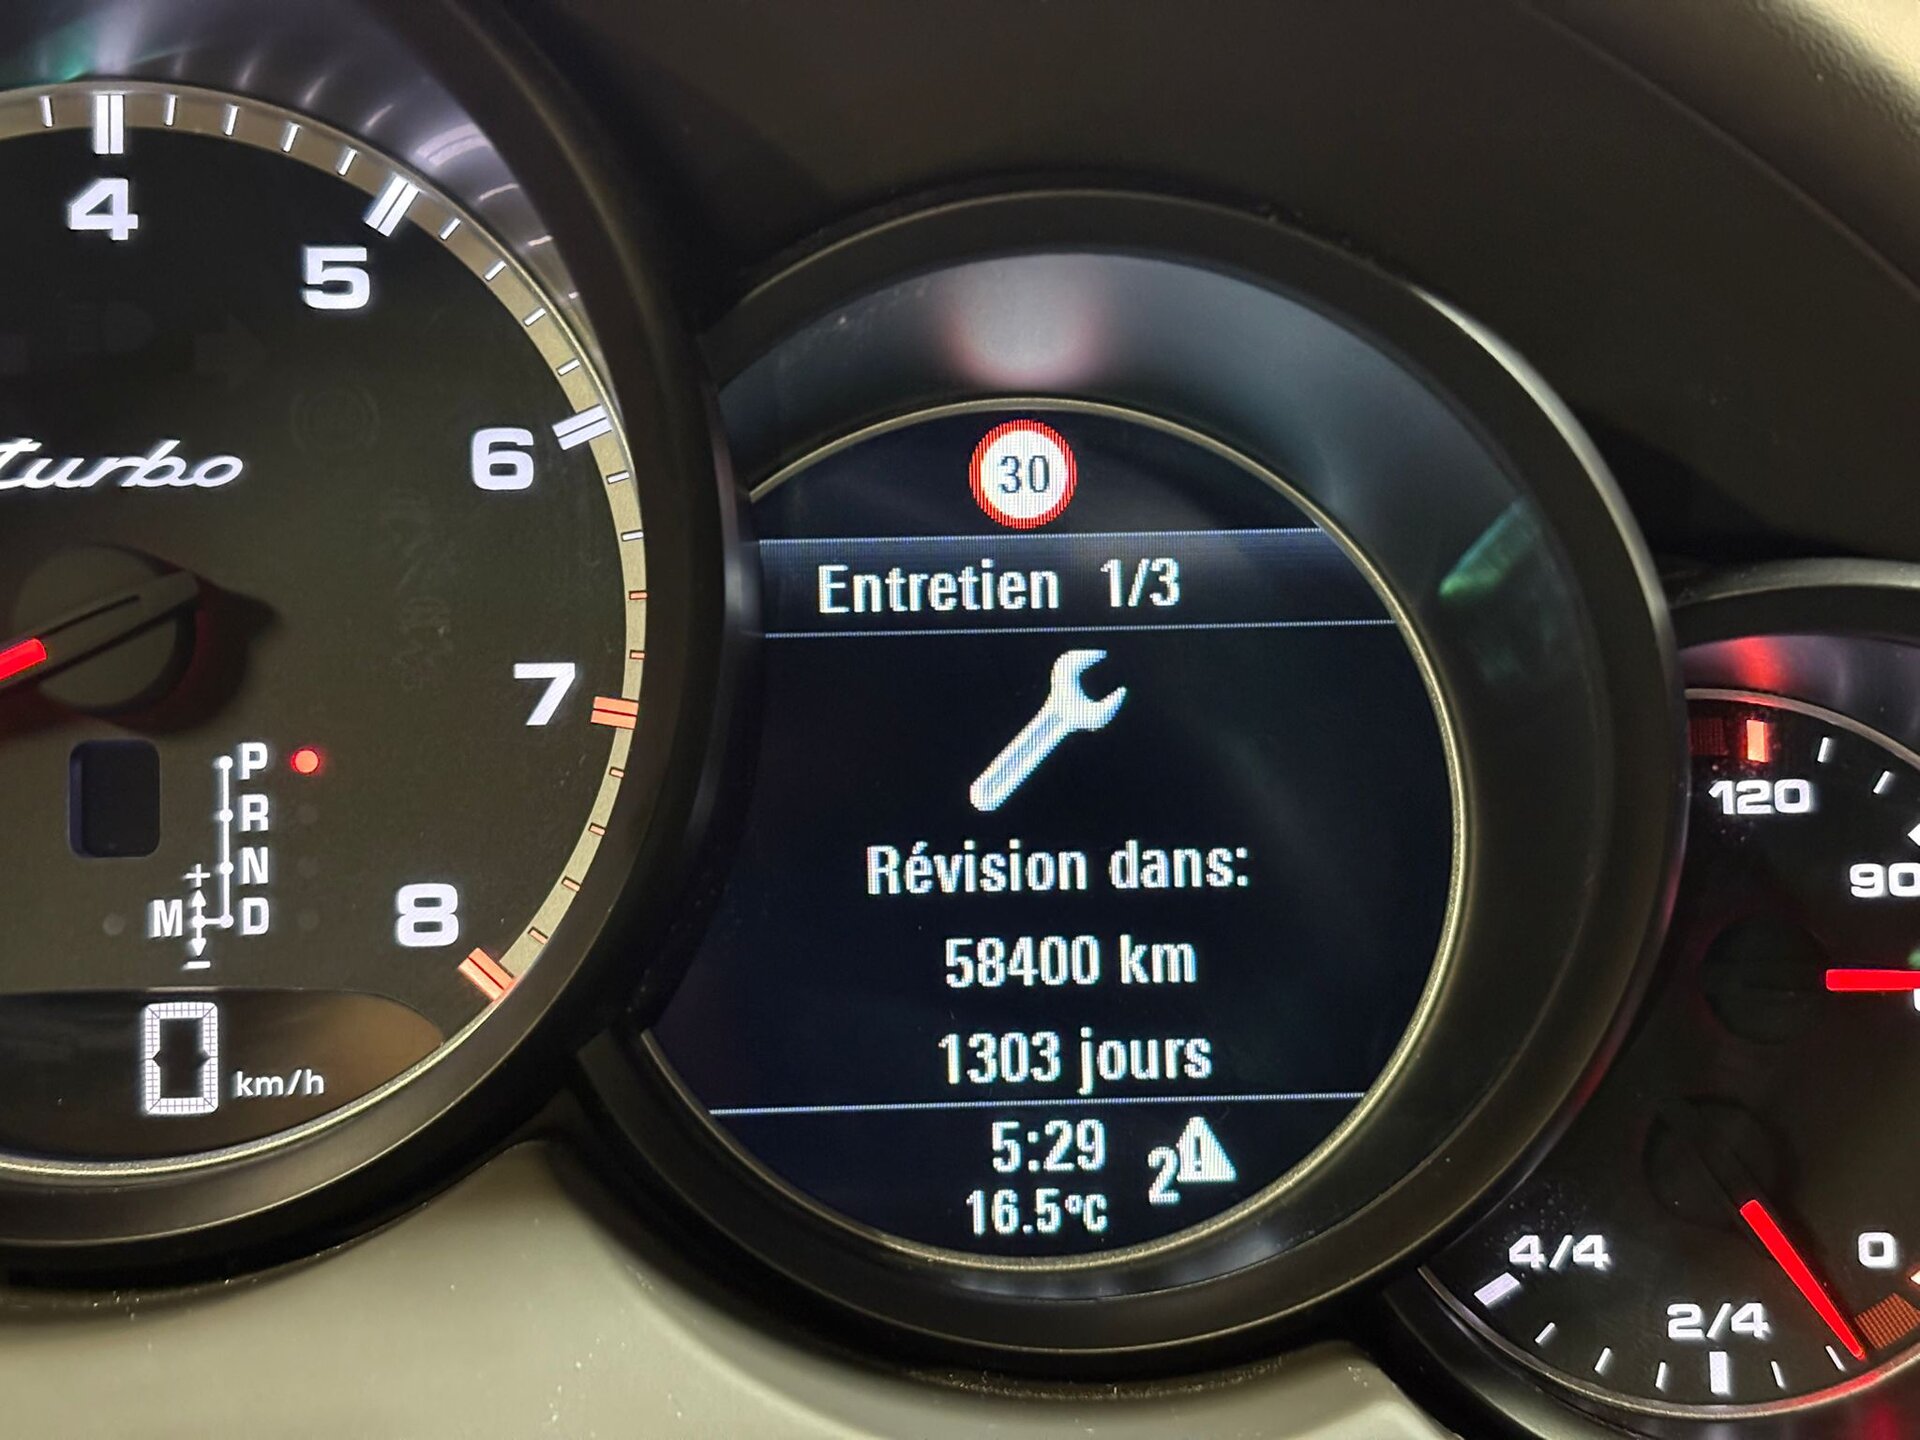 4
5
6
7
8
turbo
P
R
N
M D
+
-
0 km/h
30
Entretien 1/3
Révision dans:
58400 km
1303 jours
5:29
16.5°C
2
120
90
4/4
2/4
0